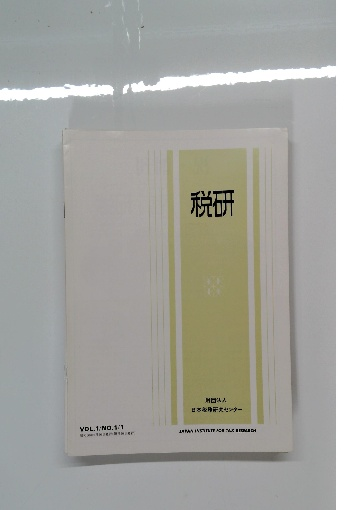 税研
財団法人
日本税務研究センター
VOL.1/NO.1/1
JAPAN INSTITUTE FOR TAX RESEARCH